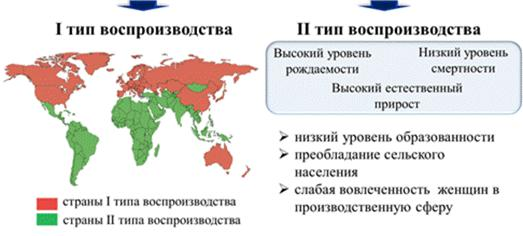 I тип воспроизводства
страны I типа воспроизводства
страны II типа воспроизводства
II тип воспроизводства
Высокий уровень
рождаемости
Низкий уровень
смертности
Высокий естественный
прирост
низкий уровень образованности
преобладание сельского
населения
слабая вовлеченность женщин в
производственную сферу